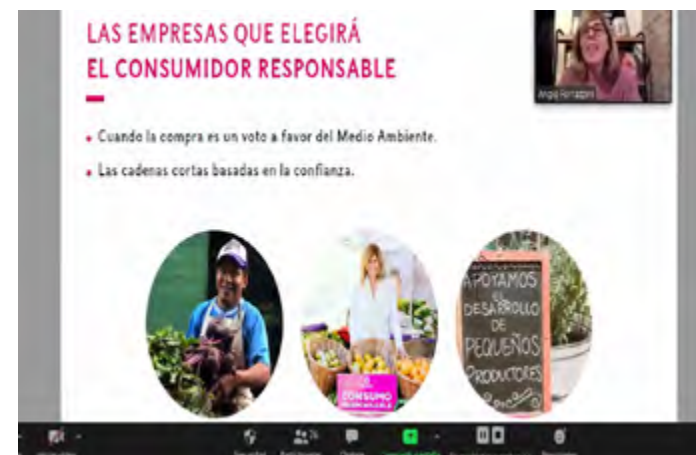 LAS EMPRESAS QUE ELEGIRÁ
EL CONSUMIDOR RESPONSABLE
• Cuando la compra es un voto a favor del Medio Ambiente.
• Las cadenas cortas basadas en la confianza.
CONSUMO
APOYAMOS
EL
DESARROLLO
DE
PEQUEÑOS
PRODUCTORES